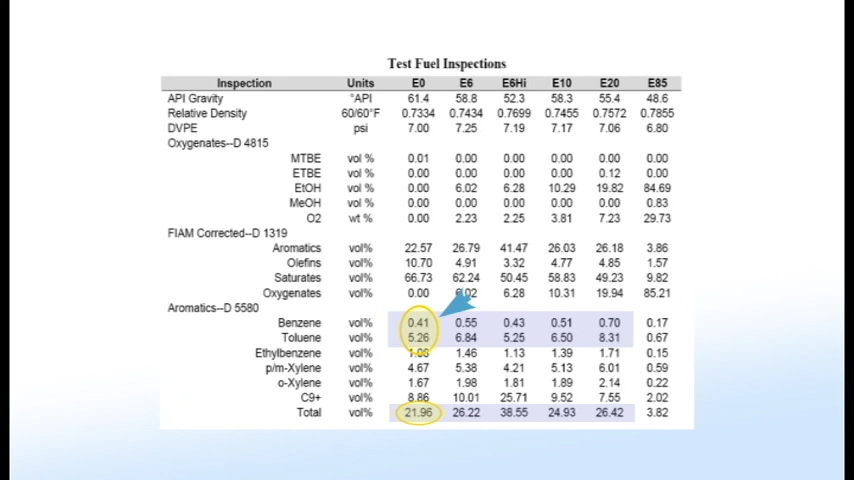 Test Fuel Inspections
Inspection Units E0 E6 E6Hi E10 E20 E85
API Gravity °API 61.4 58.8 52.3 58.3 55.4 48.6
Relative Density 60/60°F 0.7334 0.7434 0.7699 0.7455 0.7572 0.7855
DVPE psi 7.00 7.25 7.19 7.17 7.06 6.80
Oxygenates--D 4815
MTBE vol % 0.01 0.00 0.00 0.00 0.00 0.00
ETBE vol % 0.00 0.00 0.00 0.00 0.12 0.00
EtOH vol % 0.00 6.02 6.28 10.29 19.82 84.69
MeOH vol % 0.00 0.00 0.00 0.00 0.00 0.83
O2 wt % 0.00 2.23 2.25 3.81 7.23 29.73
FIAM Corrected--D 1319
Aromatics vol% 22.57 26.79 41.47 26.03 26.18 3.86
Olefins vol% 10.70 4.91 3.32 4.77 4.85 1.57
Saturates vol% 66.73 62.24 50.45 58.83 49.23 9.82
Oxygenates vol% 0.00 6.02 6.28 10.31 19.94 85.21
Aromatics--D 5580
Benzene vol% 0.41 0.55 0.43 0.51 0.70 0.17
Toluene vol% 5.26 6.84 5.25 6.50 8.31 0.67
Ethylbenzene vol% 1.46 1.13 1.39 1.71 0.15
p/m-Xylene vol% 4.67 5.38 4.21 5.13 6.01 0.59
o-Xylene vol% 1.67 1.98 1.81 1.89 2.14 0.22
C9+ vol% 8.86 10.01 25.71 9.52 7.55 2.02
Total vol% 21.96 26.22 38.55 24.93 26.42 3.82